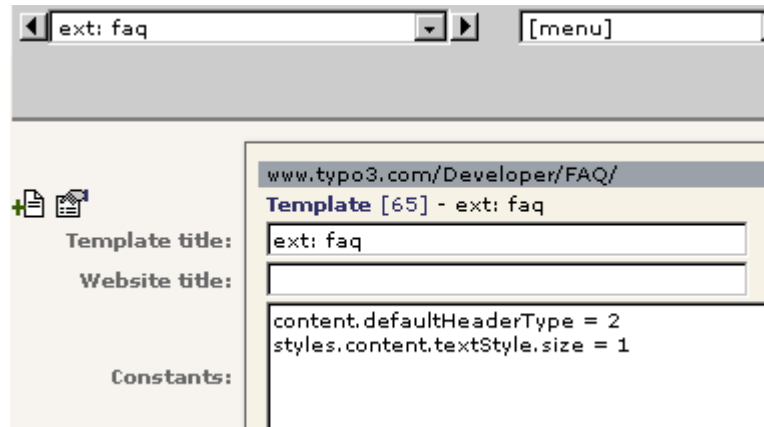 ext: faq [menu]
www.typo3.com/Developer/FAQ/
Template [65] - ext: faq
Template title: ext: faq
Website title:
content.defaultHeaderType = 2
styles.content.textStyle.size = 1
Constants: